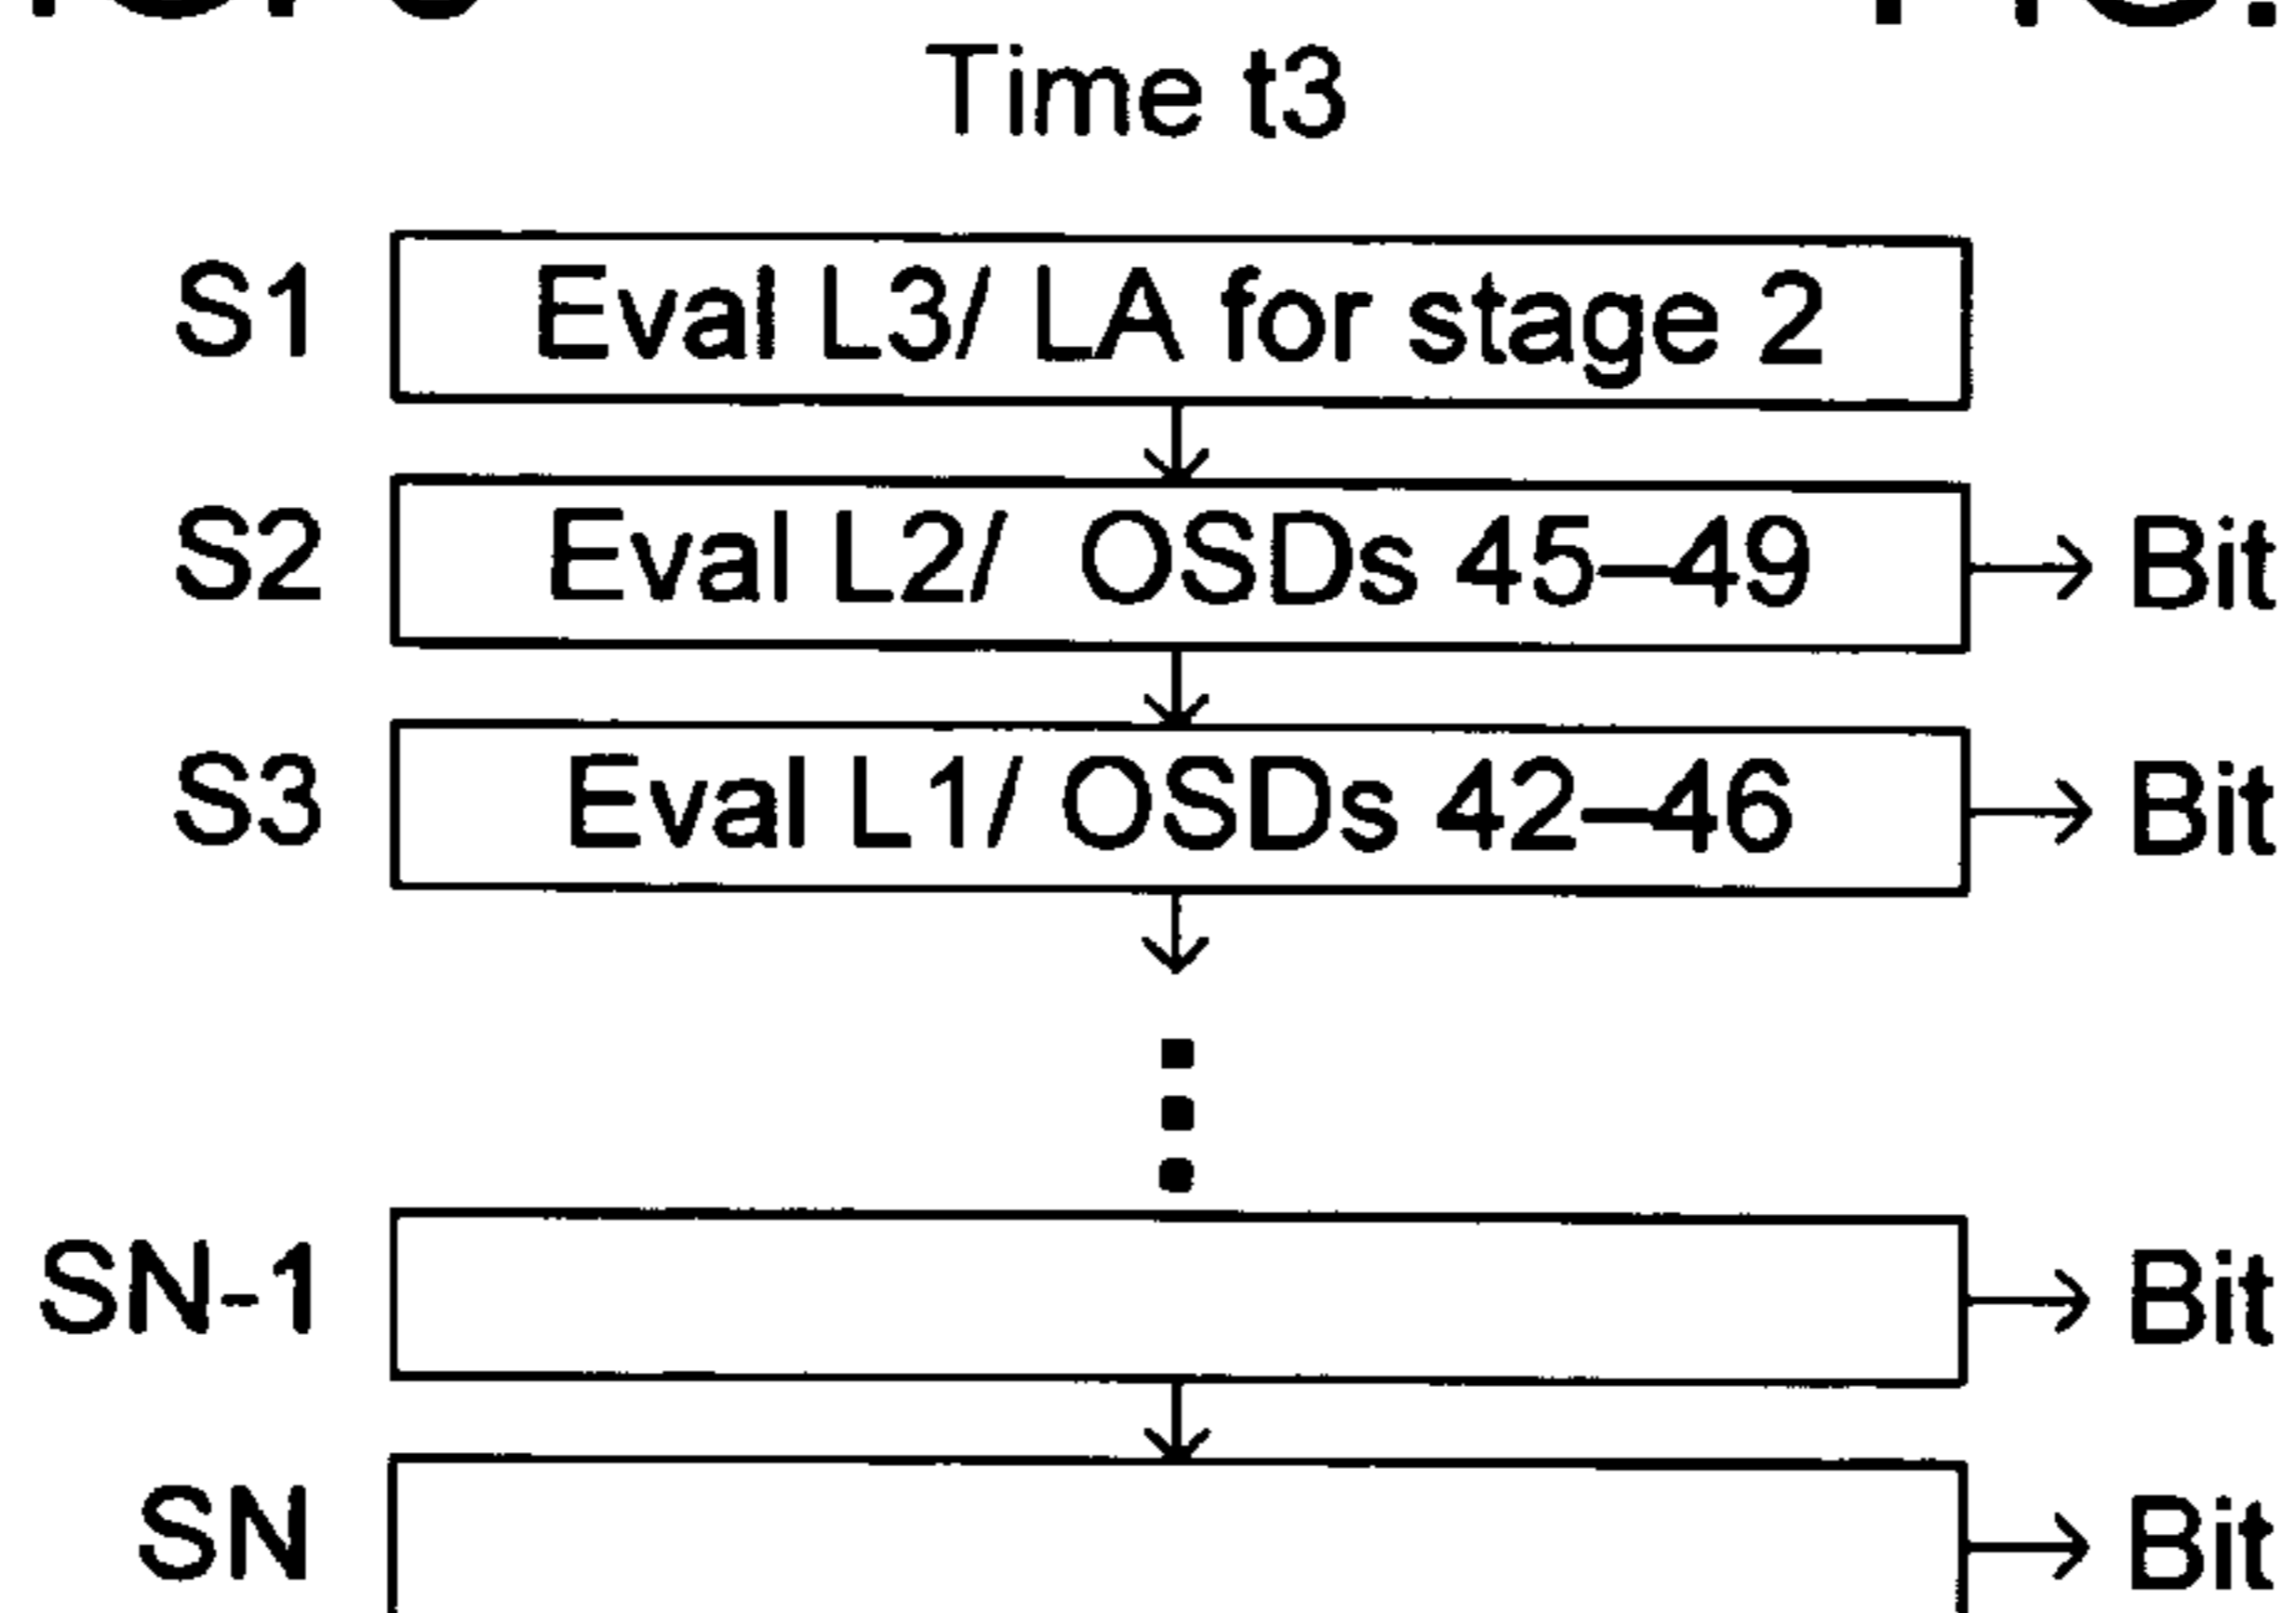 Time t3
S1 Eval L3/ LA for stage 2
S2 Eval L2/ OSDs 45–49 Bit
S3 Eval L1/ OSDs 42–46 Bit
SN-1 Bit
SN Bit